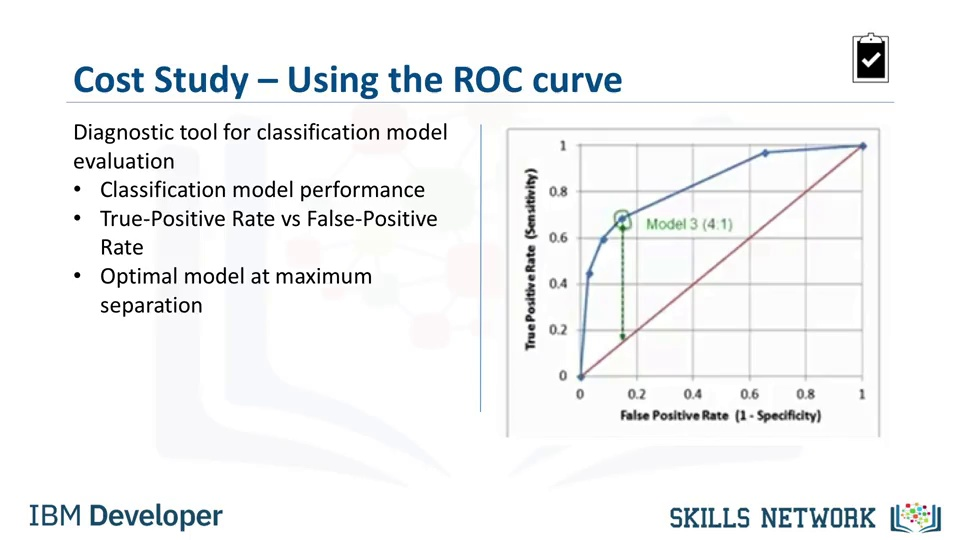 Cost Study – Using the ROC curve
Diagnostic tool for classification model
evaluation
• Classification model performance
• True-Positive Rate vs False-Positive
Rate
• Optimal model at maximum
separation
True Positive Rate (Sensitivity)
1
0.8
0.6
0.4
0.2
0
Model 3 (4:1)
0 0.2 0.4 0.6 0.8 1
False Positive Rate (1 - Specificity)
IBM Developer
SKILLS NETWORK